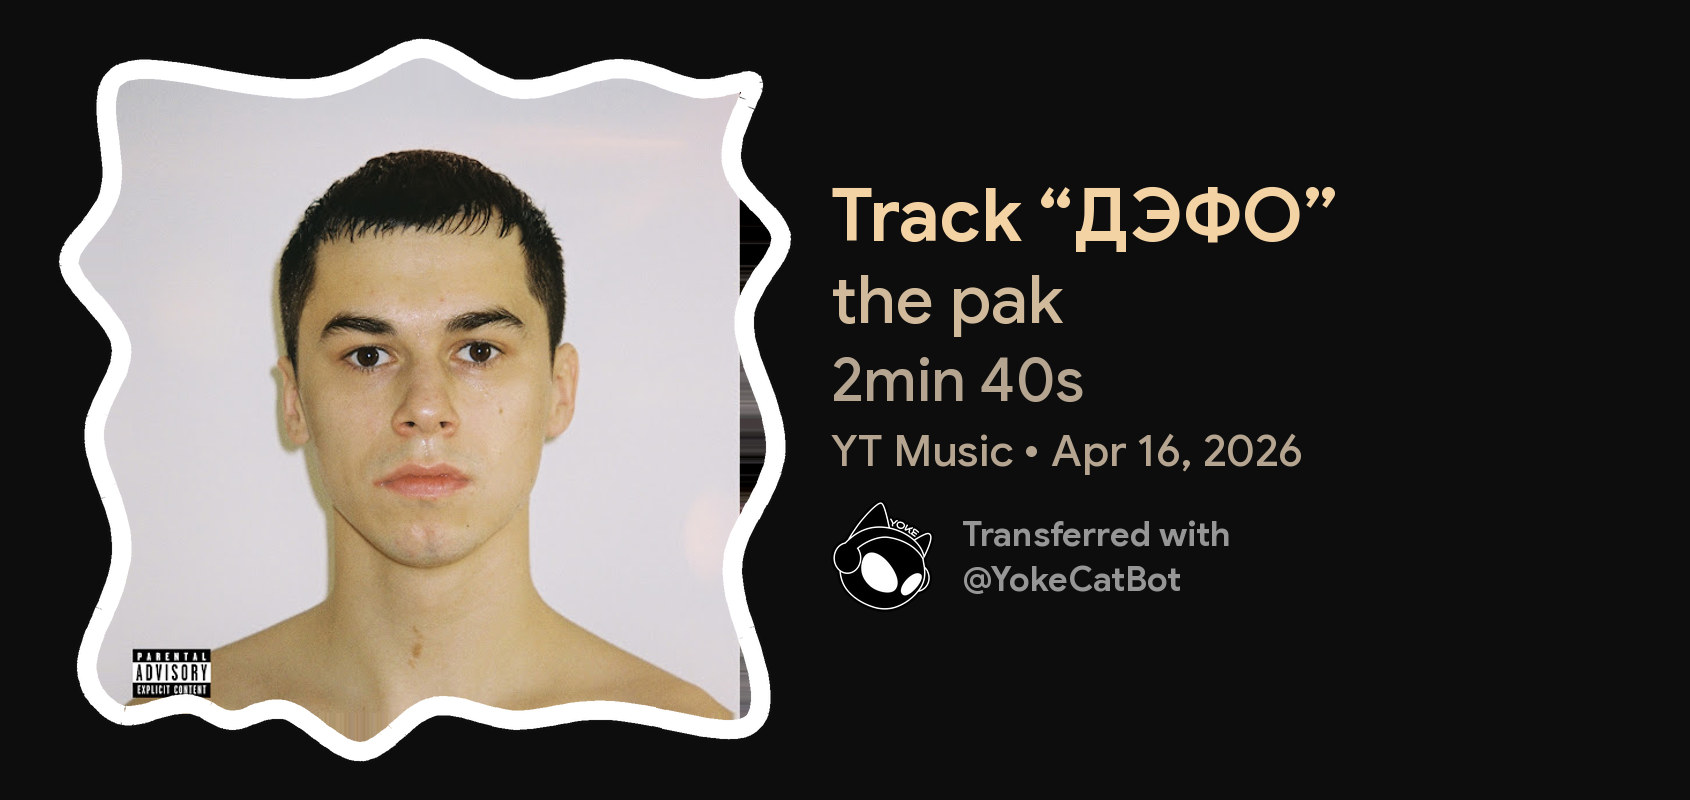 Track “ДЭФО”
the pak
2min 40s
YT Music • Apr 16, 2026
YOKE
Transferred with
@YokeCatBot
PARENTAL
ADVISORY
EXPLICIT CONTENT